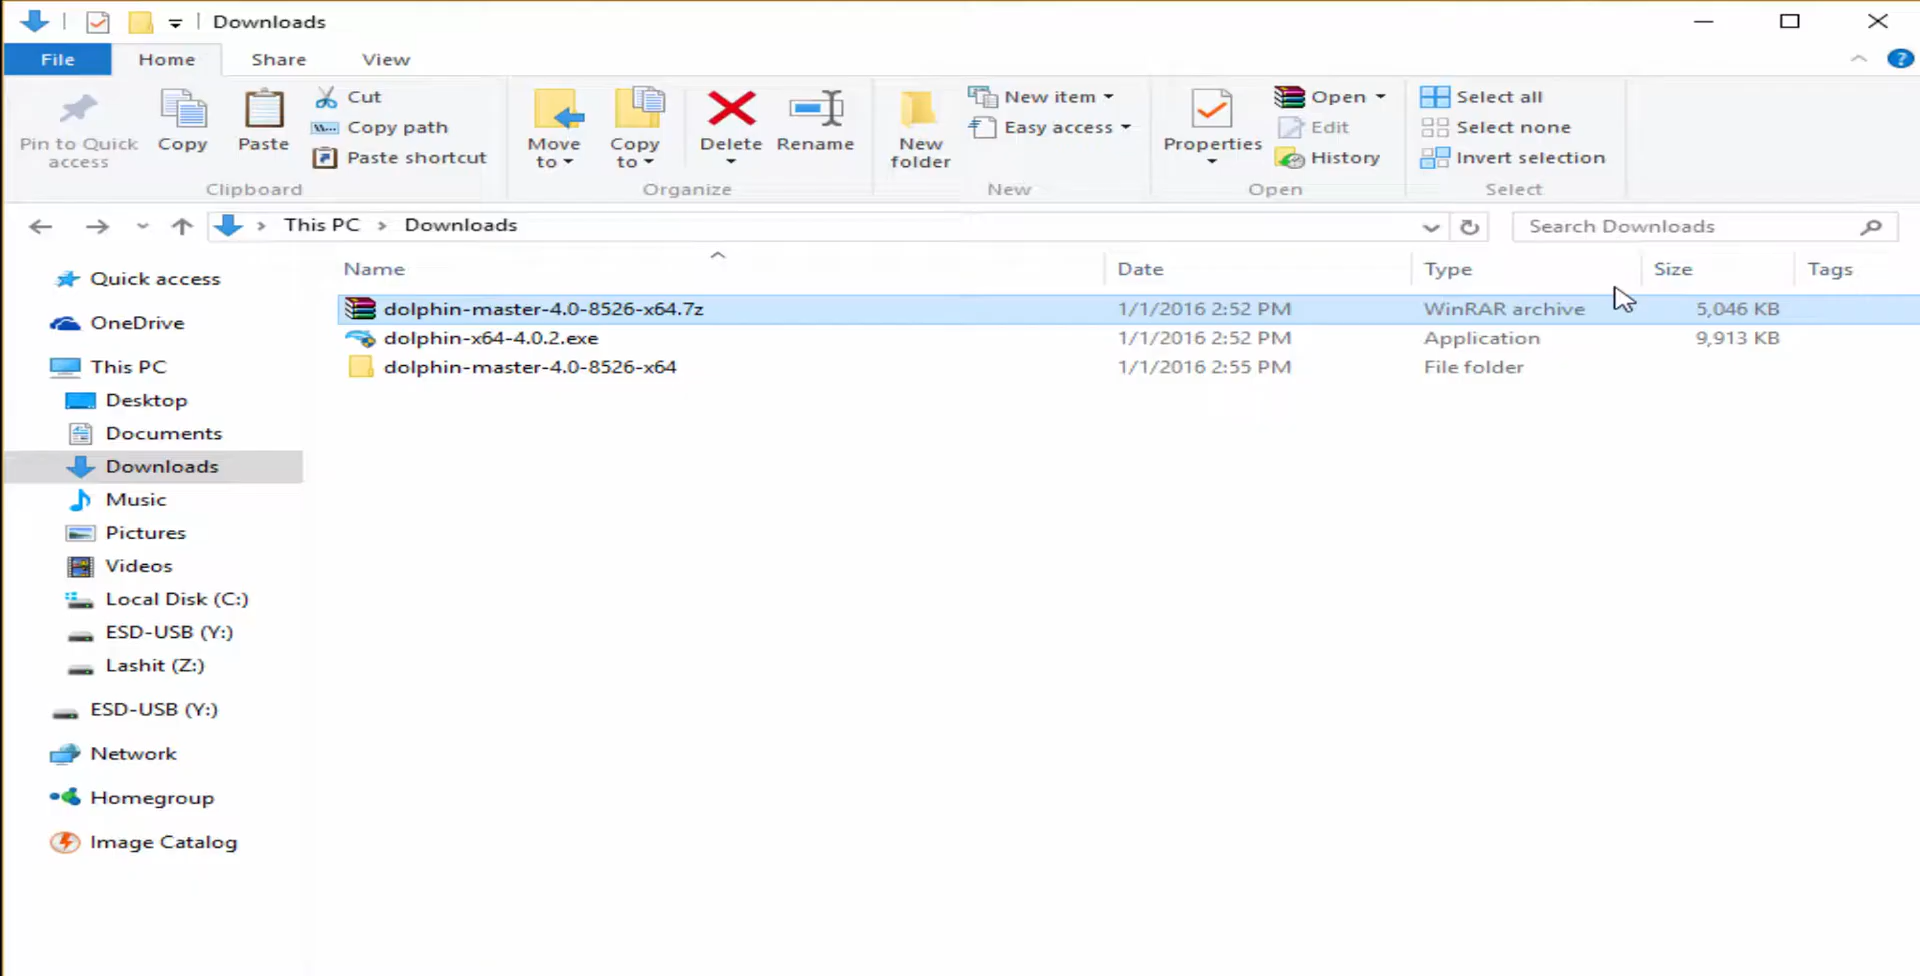 Downloads
File Home Share View
Pin to Quick access
Copy
Paste
Cut
Copy path
Paste shortcut
Clipboard
Move to
Copy to
Delete
Rename
Organize
New folder
New item
Easy access
New
Properties
Open
Edit
History
Open
Select all
Select none
Invert selection
Select
This PC > Downloads
Search Downloads
Name Date Type Size Tags
dolphin-master-4.0-8526-x64.7z 1/1/2016 2:52 PM WinRAR archive 5,046 KB
dolphin-x64-4.0.2.exe 1/1/2016 2:52 PM Application 9,913 KB
dolphin-master-4.0-8526-x64 1/1/2016 2:55 PM File folder
Quick access
OneDrive
This PC
Desktop
Documents
Downloads
Music
Pictures
Videos
Local Disk (C:)
ESD-USB (Y:)
Lashit (Z:)
ESD-USB (Y:)
Network
Homegroup
Image Catalog